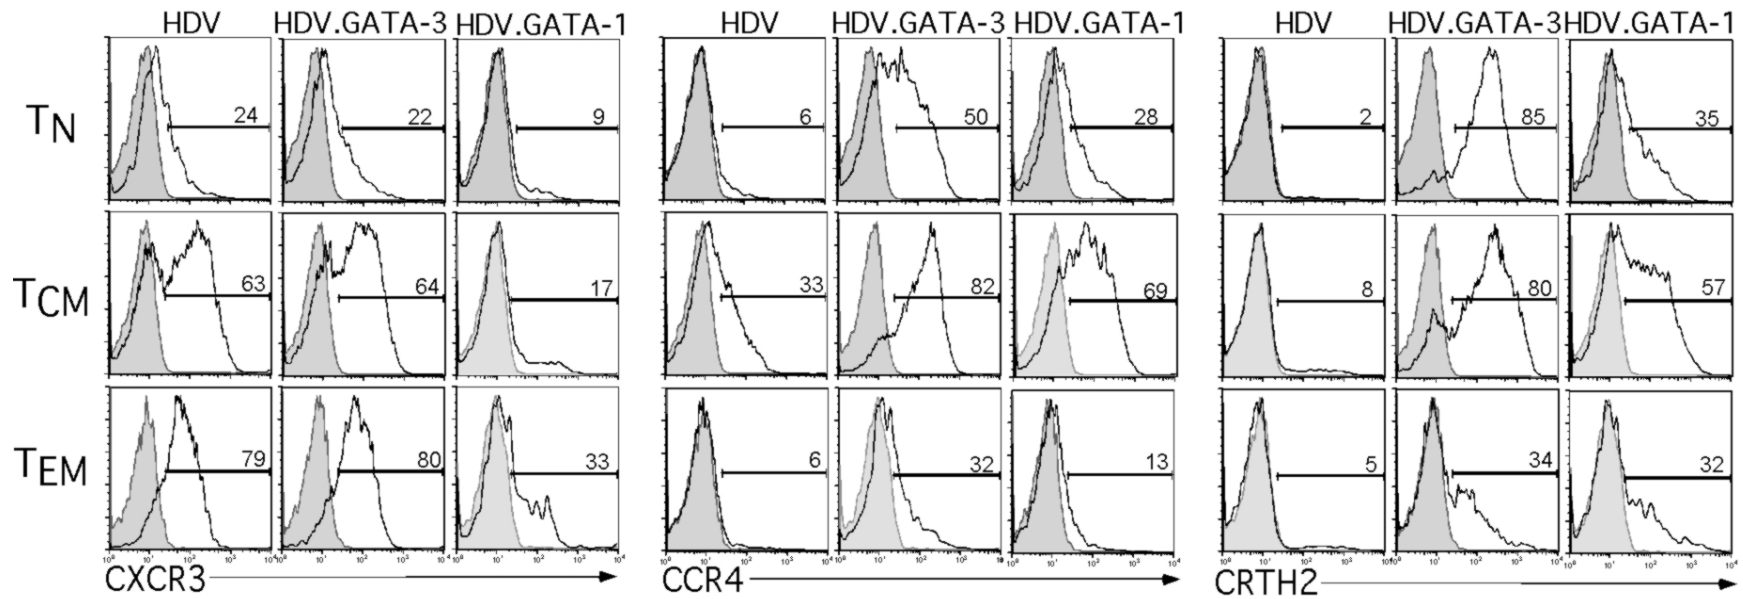 HDV HDV.GATA-3 HDV.GATA-1 HDV HDV.GATA-3 HDV.GATA-1 HDV HDV.GATA-3 HDV.GATA-1
TN 24 22 9 6 50 28 2 85 35
TCM 63 64 17 33 82 69 8 80 57
TEM 79 80 33 6 32 13 5 34 32
CXCR3 CCR4 CRTH2